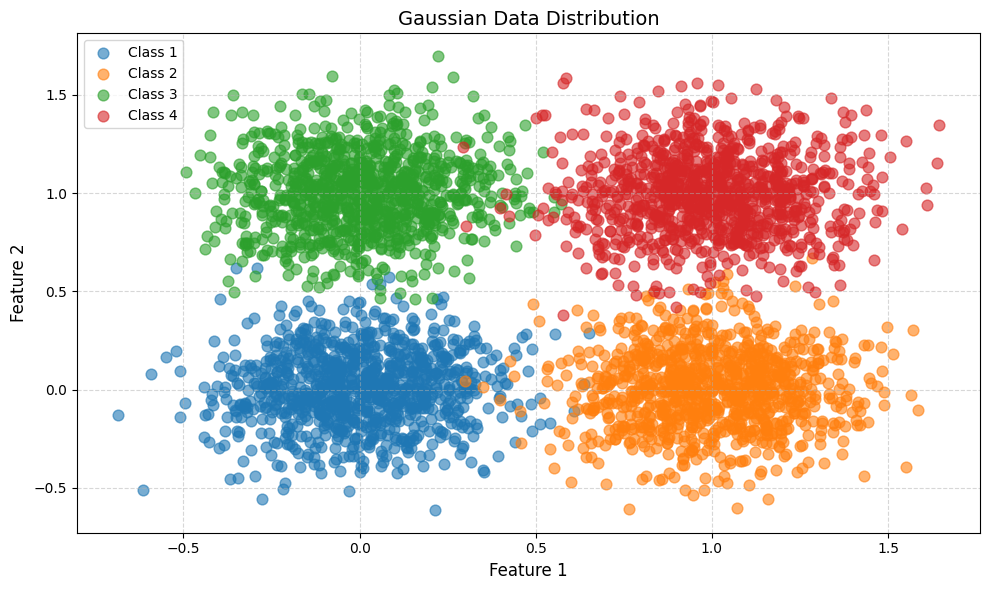 Gaussian Data Distribution
Class 1
Class 2
Class 3
Class 4
1.5
1.0
0.5
0.0
−0.5
Feature 2
−0.5 0.0 0.5 1.0 1.5
Feature 1